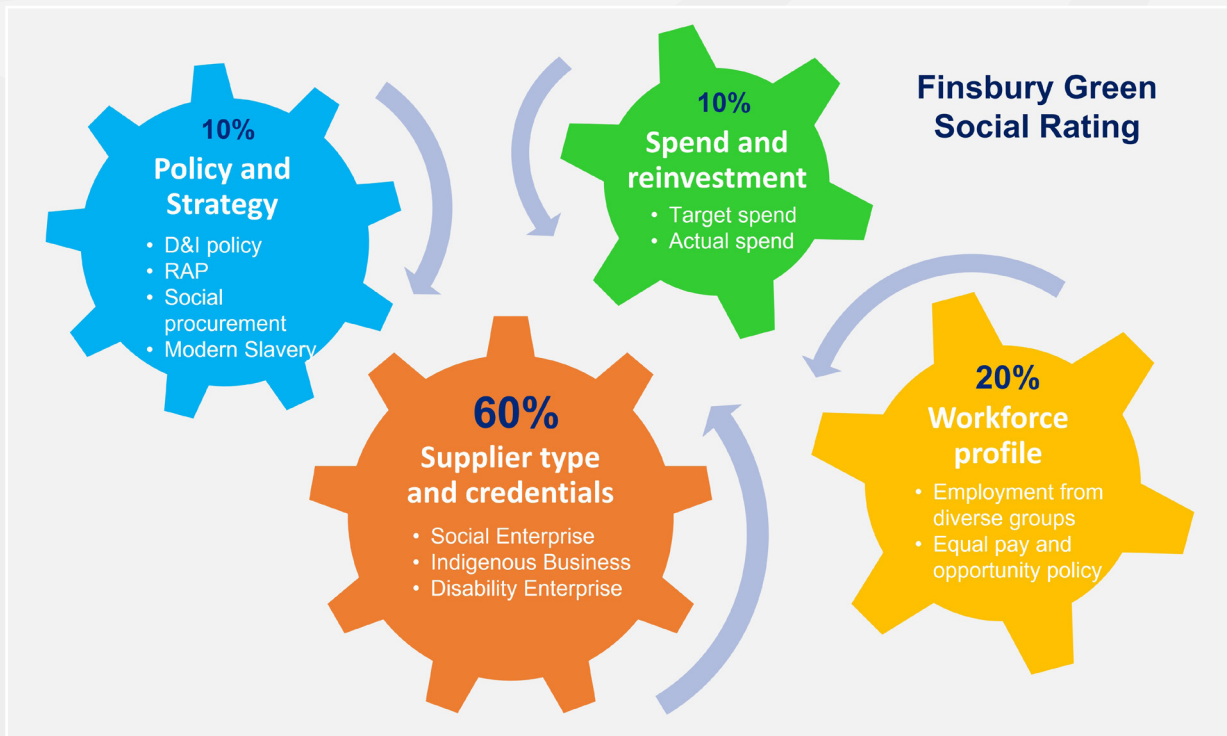 Finsbury Green
Social Rating
10%
Policy and
Strategy
• D&I policy
• RAP
• Social
procurement
• Modern Slavery
10%
Spend and
reinvestment
• Target spend
• Actual spend
60%
Supplier type
and credentials
• Social Enterprise
• Indigenous Business
• Disability Enterprise
20%
Workforce
profile
• Employment from
diverse groups
• Equal pay and
opportunity policy